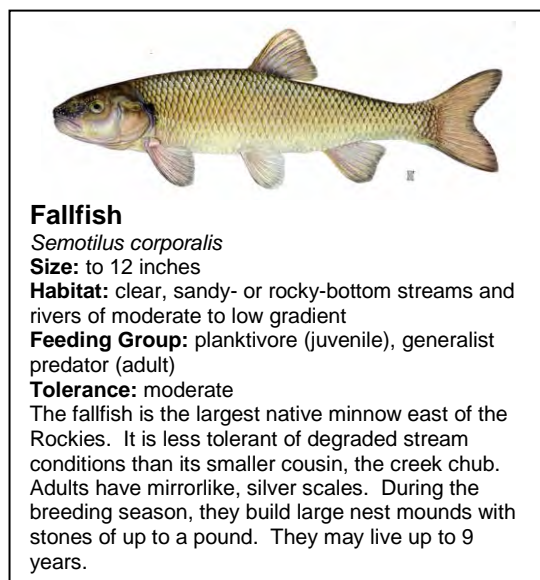 Fallfish
Semotilus corporalis
Size: to 12 inches
Habitat: clear, sandy- or rocky-bottom streams and
rivers of moderate to low gradient
Feeding Group: planktivore (juvenile), generalist
predator (adult)
Tolerance: moderate
The fallfish is the largest native minnow east of the
Rockies.  It is less tolerant of degraded stream
conditions than its smaller cousin, the creek chub.
Adults have mirrorlike, silver scales.  During the
breeding season, they build large nest mounds with
stones of up to a pound.  They may live up to 9
years.